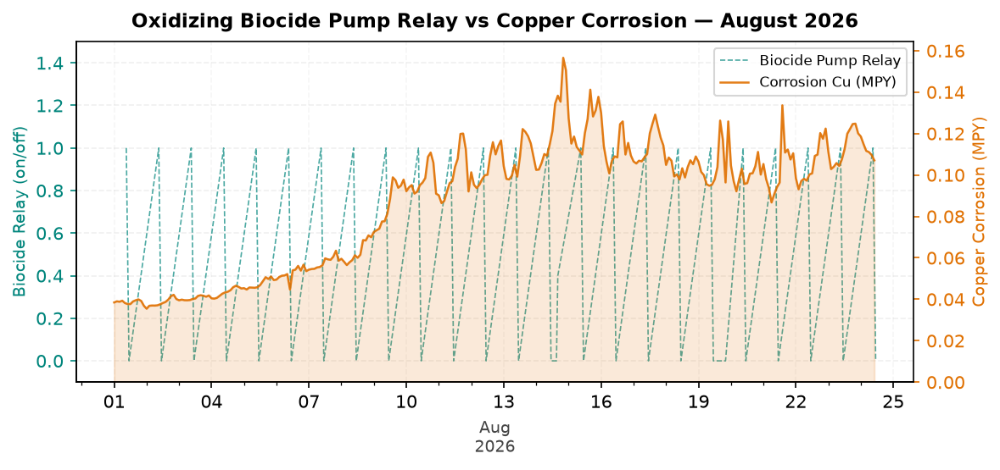 Oxidizing Biocide Pump Relay vs Copper Corrosion — August 2026
Biocide Relay (on/off)
1.4
1.2
1.0
0.8
0.6
0.4
0.2
0.0
Biocide Pump Relay
Corrosion Cu (MPY)
0.16
0.14
0.12
0.10
0.08
0.06
0.04
0.02
0.00
Copper Corrosion (MPY)
01 04 07 10 13 16 19 22 25
Aug
2026